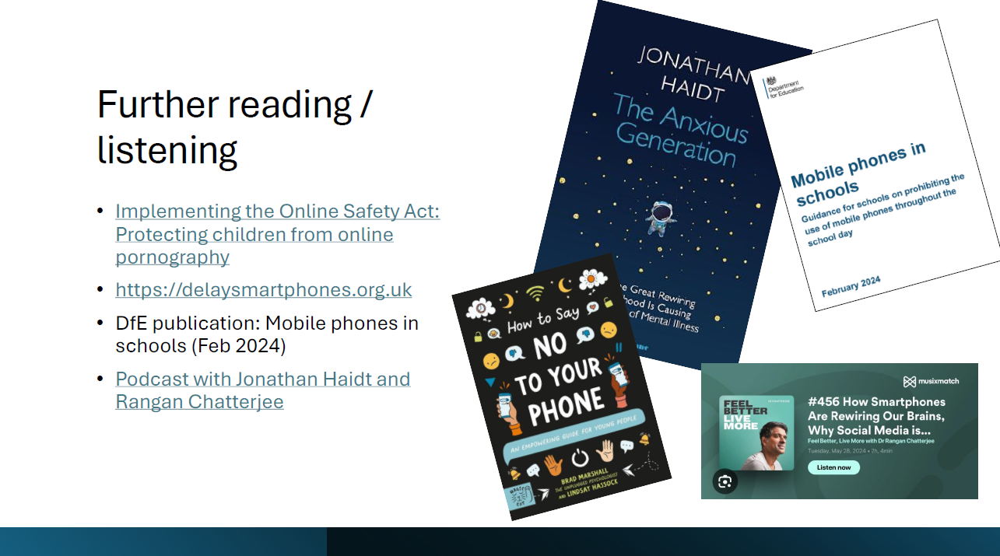 Further reading /
listening
• Implementing the Online Safety Act:
Protecting children from online
pornography
• https://delaysmartphones.org.uk
• DfE publication: Mobile phones in
schools (Feb 2024)
• Podcast with Jonathan Haidt and
Rangan Chatterjee
JONATHAN
HAIDT
The Anxious
Generation
e Great Rewiring
hood Is Causing
of Mental Illness
Department
for Education
Mobile phones in
schools
Guidance for schools on prohibiting the
use of mobile phones throughout the
school day
February 2024
How to Say
NO
TO YOUR
PHONE
AN EMPOWERING GUIDE FOR YOUNG PEOPLE
BRAD MARSHALL
THE UNPLUGGED PSYCHOLOGIST
AND LINDSAY HASSOCK
musixmatch
FEEL
BETTER
LIVE
MORE
#456 How Smartphones
Are Rewiring Our Brains,
Why Social Media is...
Feel Better, Live More with Dr Rangan Chatterjee
Tuesday, May 28, 2024 • 2h, 4min
Listen now